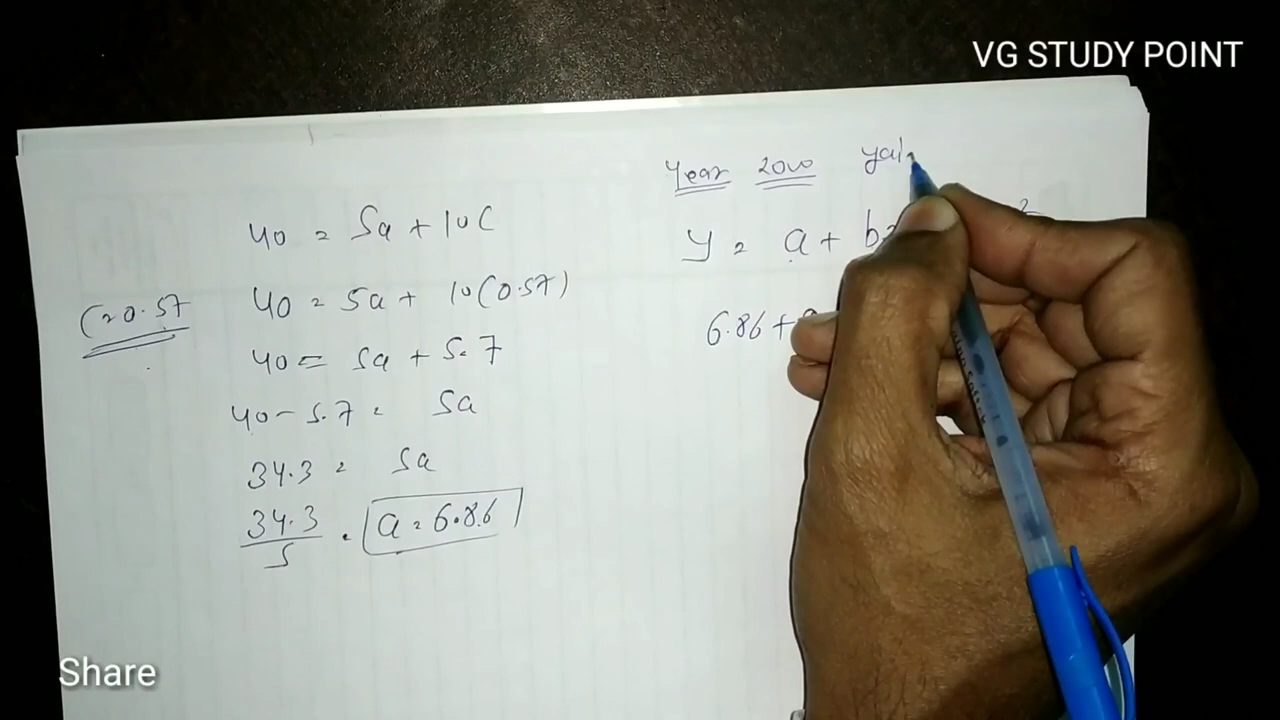 VG STUDY POINT
Year 2000 yai
40 = 5a + 10C
y = a + b
C = 0.57
40 = 5a + 10(0.57)
6.86 +
40 = 5a + 5.7
40 - 5.7 = 5a
34.3 = 5a
34.3/5 = a = 6.86
Share